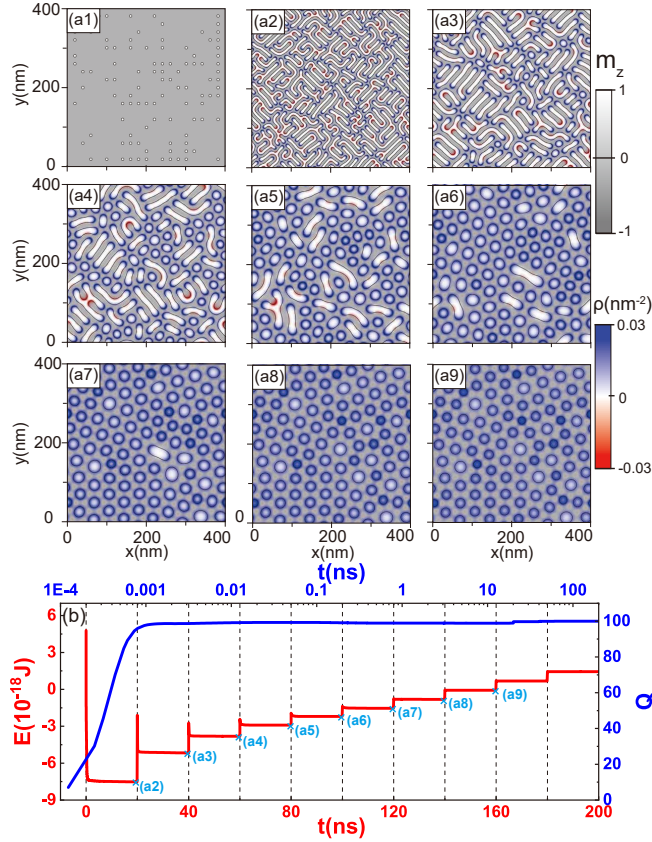 (a1) (a2) (a3)
y(nm)
400
200
0
m_z
1
0
-1
(a4) (a5) (a6)
y(nm)
400
200
0
ρ(nm⁻²)
0.03
0
-0.03
(a7) (a8) (a9)
y(nm)
400
200
0
0 200 400 0 200 400 0 200 400
x(nm) x(nm) x(nm)
t(ns)
1E-4 0.001 0.01 0.1 1 10 100
(b)
E(10⁻¹⁸J)
6
3
0
-3
-6
-9
(a2) (a3) (a4) (a5) (a6) (a7) (a8) (a9)
Q
100
80
60
40
20
0
0 40 80 120 160 200
t(ns)